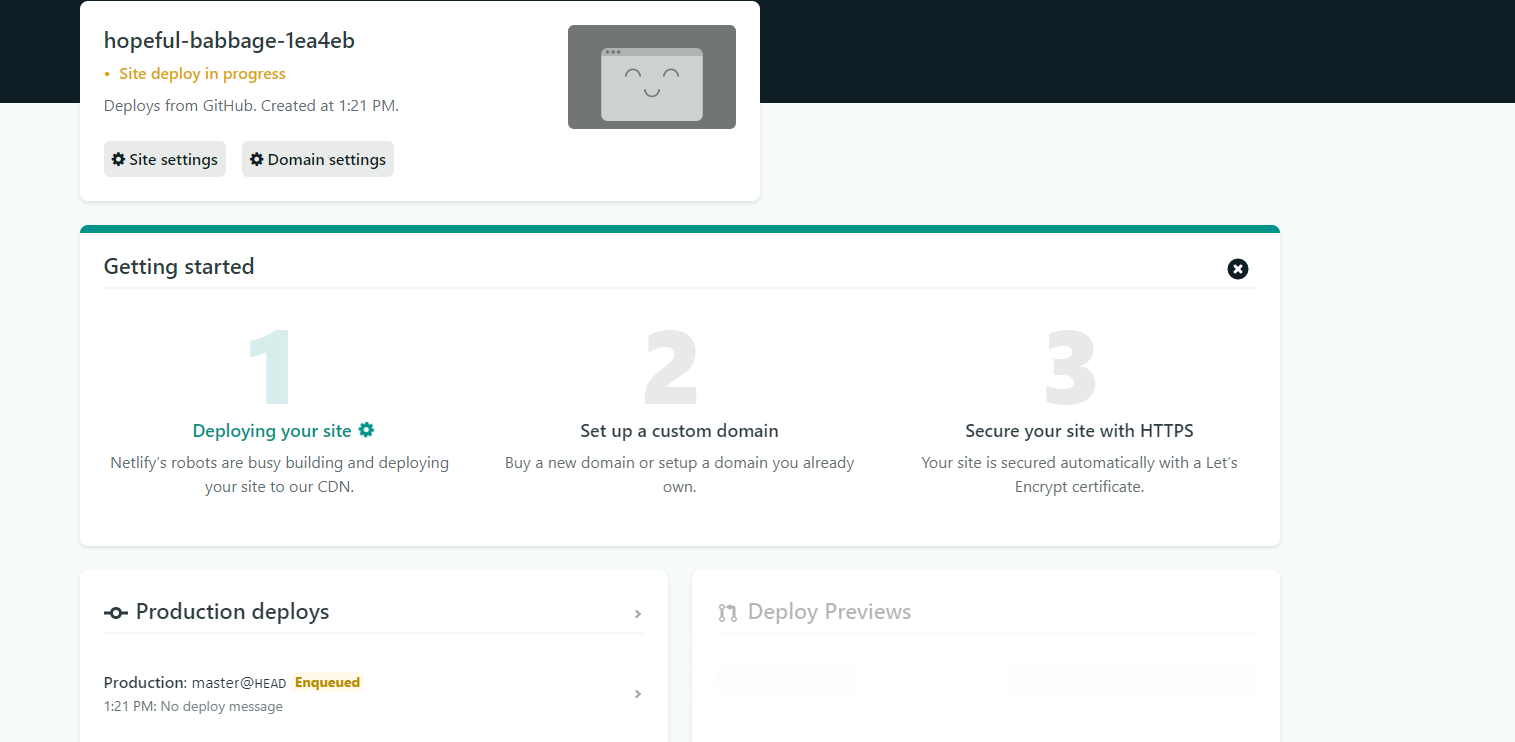 hopeful-babbage-1ea4eb
• Site deploy in progress
Deploys from GitHub. Created at 1:21 PM.
Site settings
Domain settings
Getting started
1
Deploying your site
Netlify’s robots are busy building and deploying
your site to our CDN.
2
Set up a custom domain
Buy a new domain or setup a domain you already
own.
3
Secure your site with HTTPS
Your site is secured automatically with a Let’s
Encrypt certificate.
Production deploys
Production: master@HEAD Enqueued
1:21 PM: No deploy message
Deploy Previews